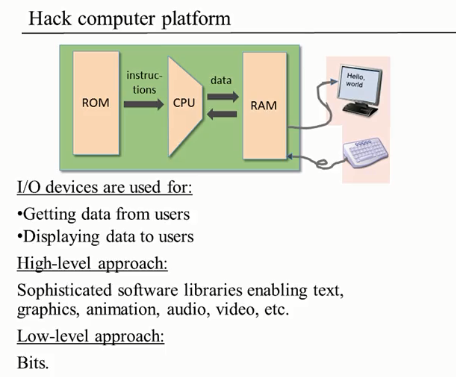 Hack computer platform
instruc-
tions
data
ROM
CPU
RAM
Hello,
world
I/O devices are used for:
•Getting data from users
•Displaying data to users
High-level approach:
Sophisticated software libraries enabling text,
graphics, animation, audio, video, etc.
Low-level approach:
Bits.